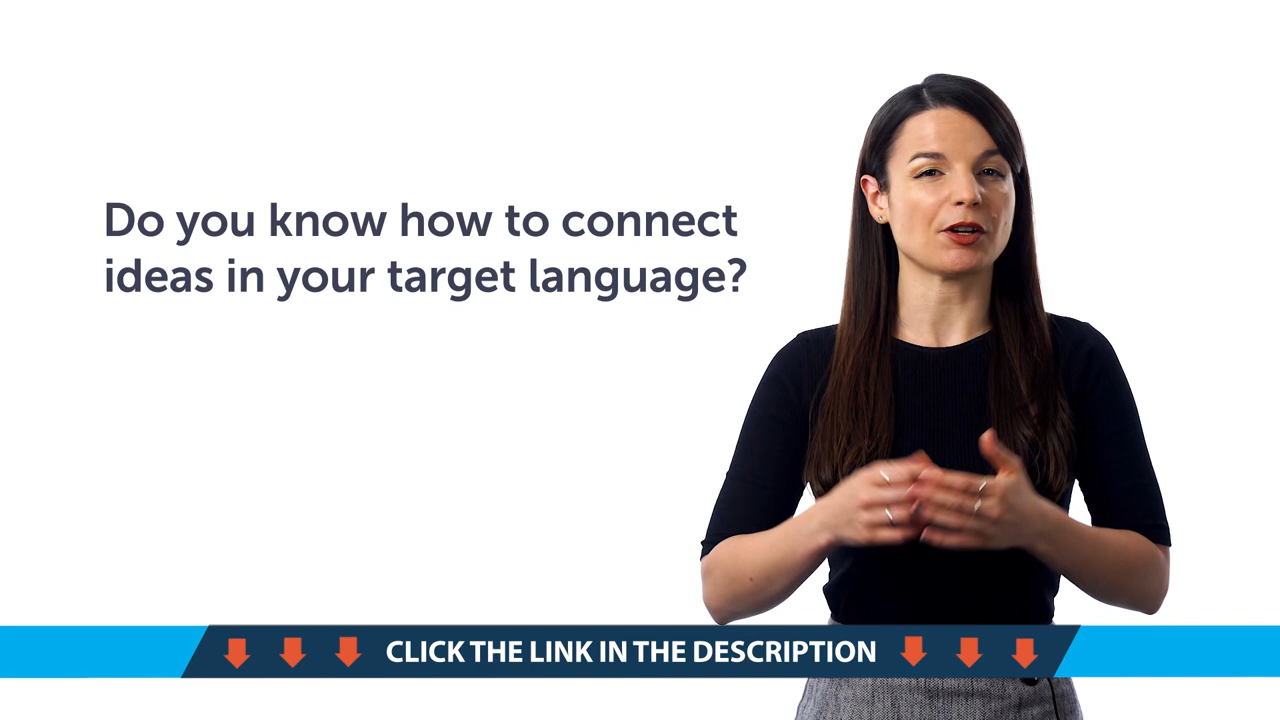 Do you know how to connect
ideas in your target language?
CLICK THE LINK IN THE DESCRIPTION